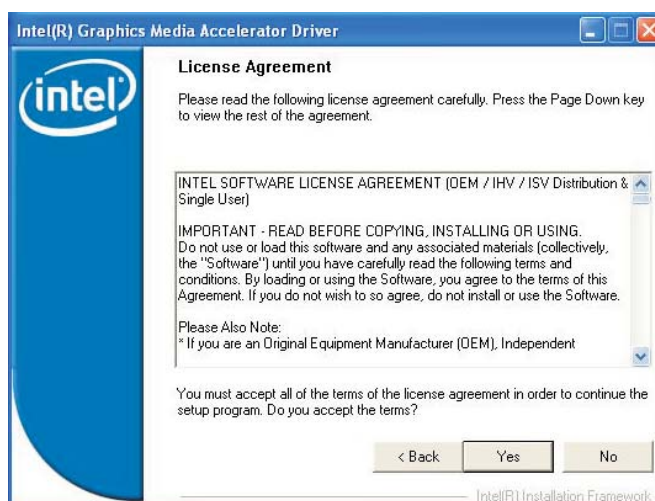 Intel(R) Graphics Media Accelerator Driver
intel
License Agreement
Please read the following license agreement carefully. Press the Page Down key
to view the rest of the agreement.
INTEL SOFTWARE LICENSE AGREEMENT (OEM / IHV / ISV Distribution &
Single User)
IMPORTANT - READ BEFORE COPYING, INSTALLING OR USING.
Do not use or load this software and any associated materials (collectively,
the "Software") until you have carefully read the following terms and
conditions. By loading or using the Software, you agree to the terms of this
Agreement. If you do not wish to so agree, do not install or use the Software.
Please Also Note:
* If you are an Original Equipment Manufacturer (OEM), Independent
You must accept all of the terms of the license agreement in order to continue the
setup program. Do you accept the terms?
< Back Yes No
Intel(R) Installation Framework